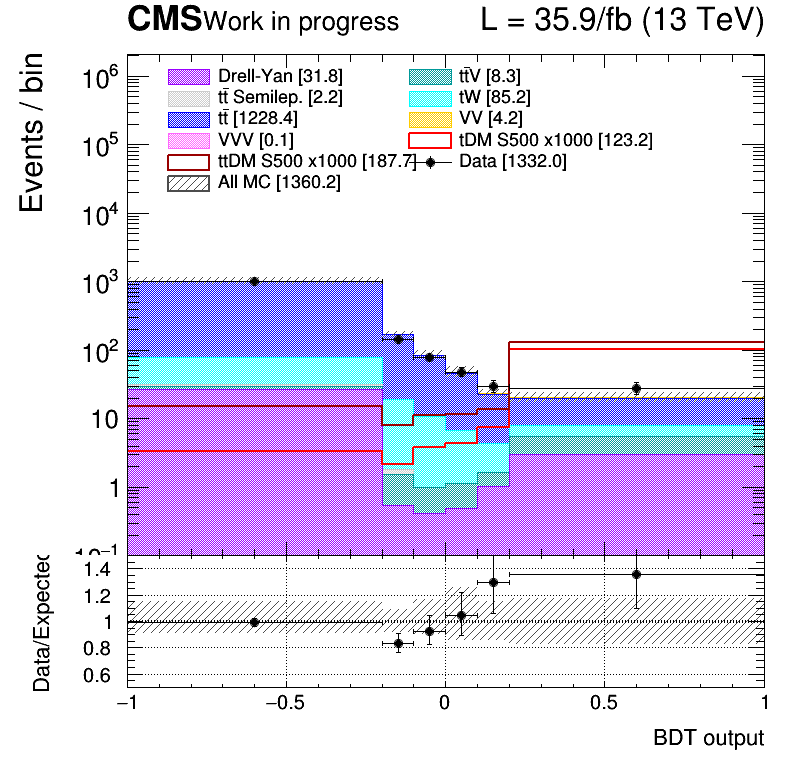 CMS Work in progress L = 35.9/fb (13 TeV)
Events / bin
Drell-Yan [31.8] tt̄V [8.3]
tt̄ Semilep. [2.2] tW [85.2]
tt̄ [1228.4] VV [4.2]
VVV [0.1] tDM S500 x1000 [123.2]
ttDM S500 x1000 [187.7] Data [1332.0]
All MC [1360.2]
10⁶
10⁵
10⁴
10³
10²
10
1
10⁻¹
Data/Expected
1.4
1.2
1
0.8
0.6
−1 −0.5 0 0.5 1
BDT output